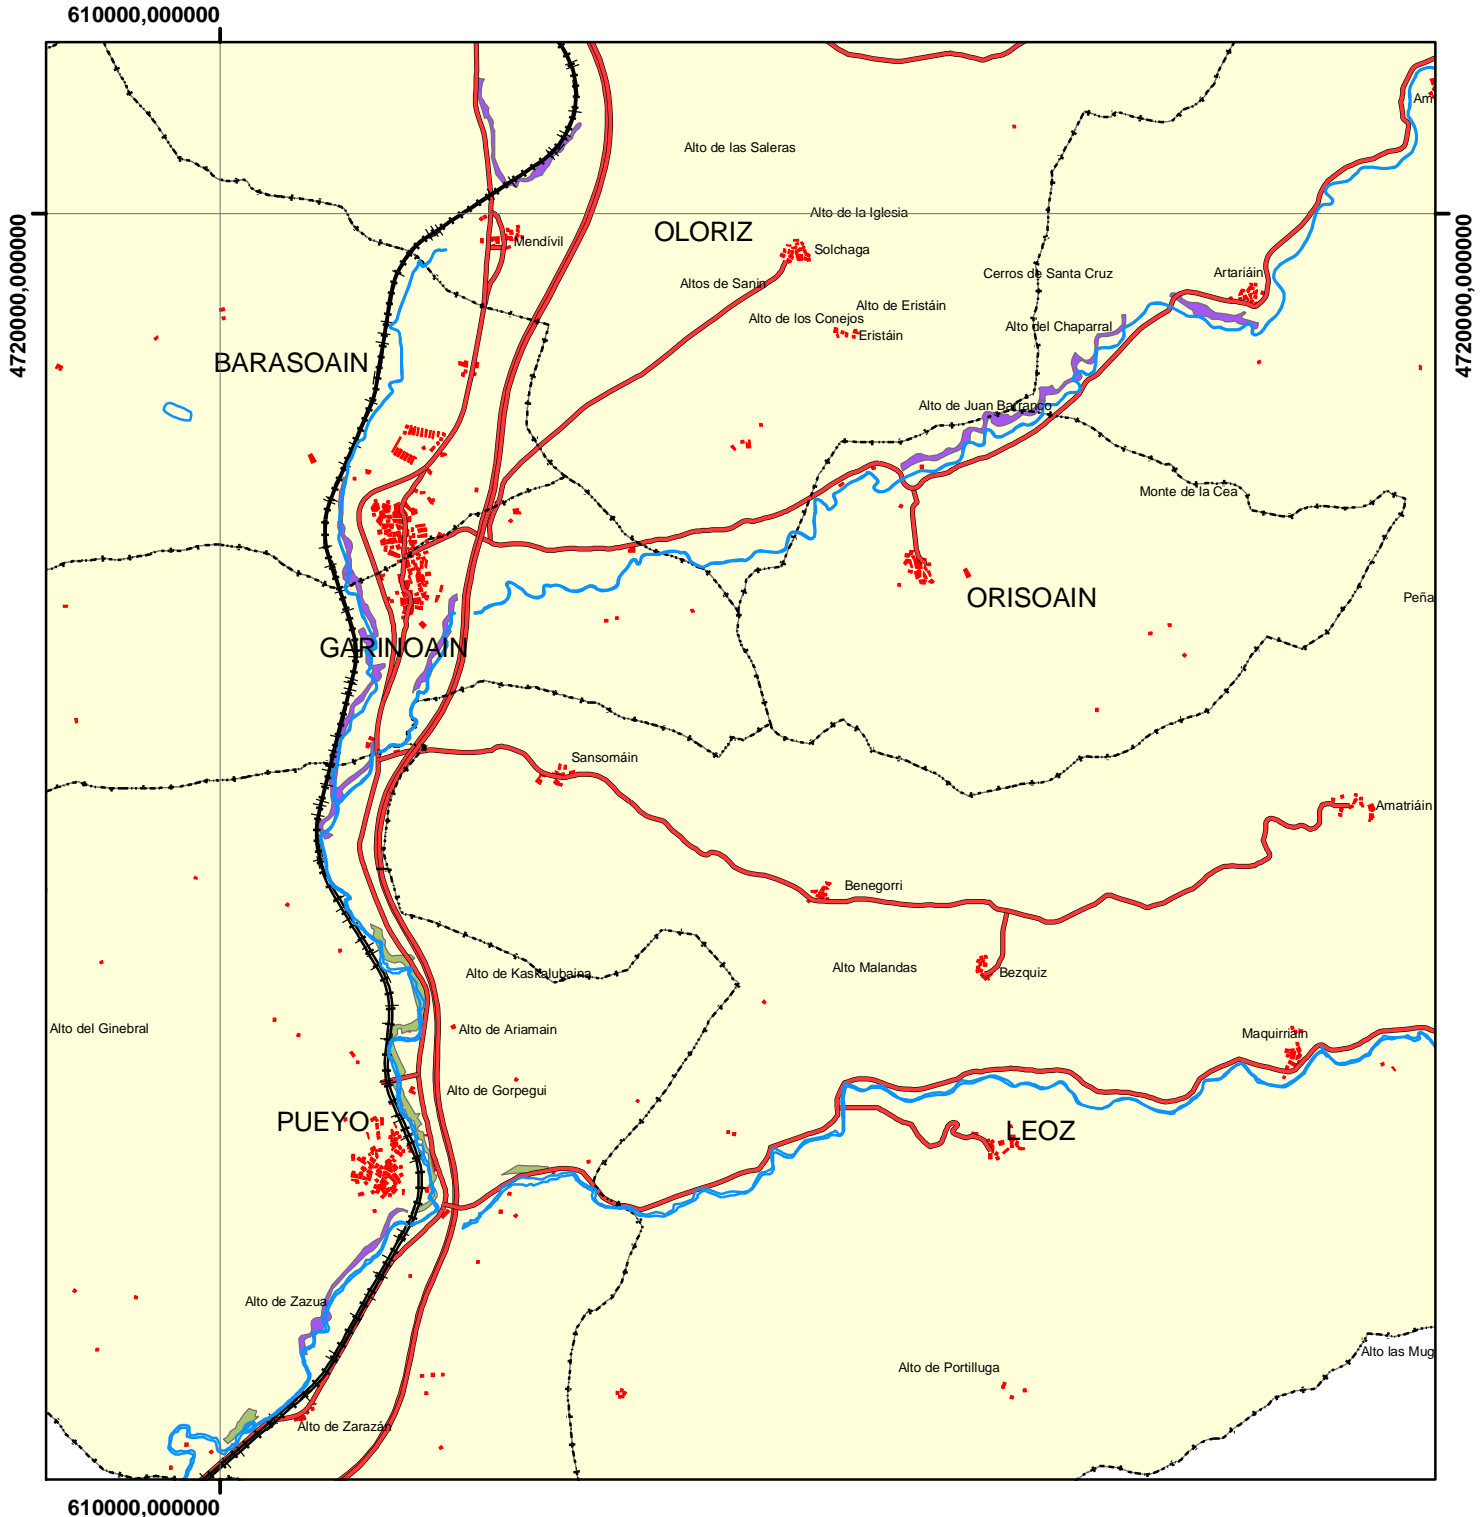 610000,000000
Am
Alto de las Saleras
4720000,000000
Alto de la Iglesia
4720000,000000
OLORIZ
Mendívil
Solchaga
Cerros de Santa Cruz
Artariáin
Altos de Sanin
Alto de Eristáin
Alto de los Conejos
Alto del Chaparral
Eristáin
BARASOAIN
Alto de Juan Barranco
Monte de la Cea
ORISOAIN
Peña
GARINOAIN
Sansomáin
Amatriáin
Benegorri
Alto de Kaskalubaina
Alto Malandas
Bezquiz
Alto del Ginebral
Alto de Ariamain
Maquirriain
Alto de Gorpegui
PUEYO
LEOZ
Alto de Zazua
Alto las Mug
Alto de Portilluga
Alto de Zarazán
610000,000000